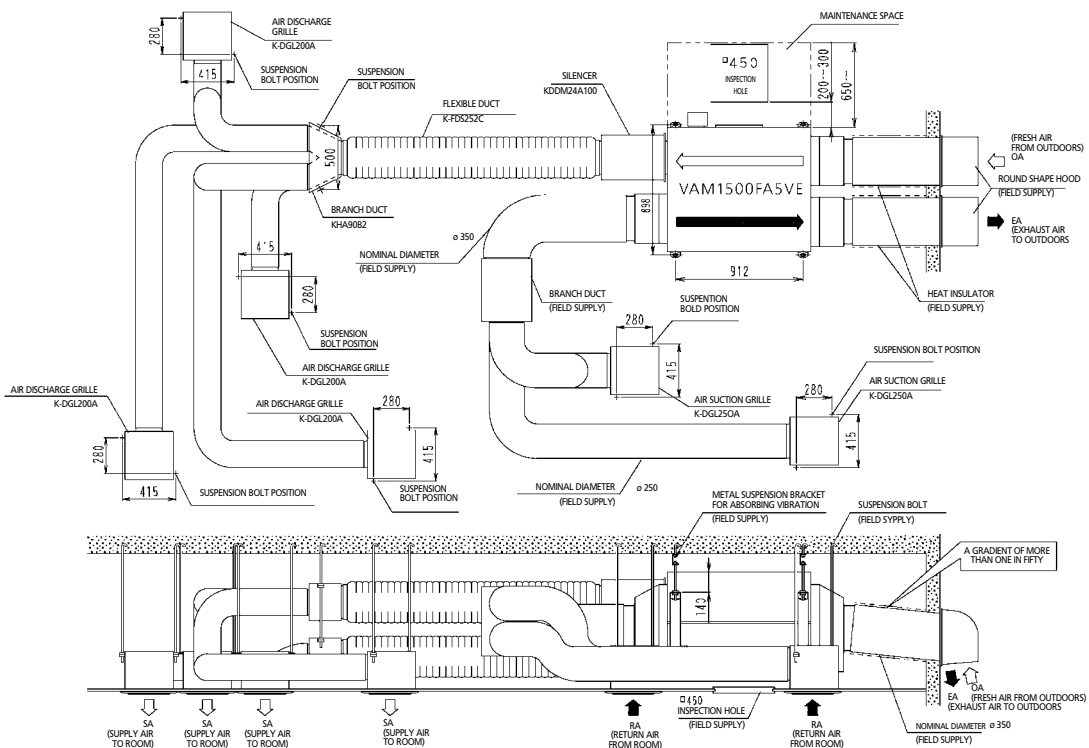 MAINTENANCE SPACE
AIR DISCHARGE
GRILLE
K-DGL200A
280
415
SUSPENSION
BOLT POSITION
SUSPENSION
BOLT POSITION
FLEXIBLE DUCT
K-FDS252C
SILENCER
KDDM24A100
□450
INSPECTION
HOLE
200~300
650~
(FRESH AIR
FROM OUTDOORS)
OA
ROUND SHAPE HOOD
(FIELD SUPPLY)
EA
(EXHAUST AIR
TO OUTDOORS
HEAT INSULATOR
(FIELD SUPPLY)
500
BRANCH DUCT
KHA90B2
VAM1500FA5VE
898
912
ø 350
NOMINAL DIAMETER
(FIELD SUPPLY)
BRANCH DUCT
(FIELD SUPPLY)
415
280
SUSPENSION
BOLT POSITION
AIR DISCHARGE GRILLE
K-DGL200A
SUSPENTION
BOLD POSITION
280
415
AIR SUCTION GRILLE
K-DGL25OA
SUSPENSION BOLT POSITION
AIR SUCTION GRILLE
K-DGL250A
280
415
AIR DISCHARGE GRILLE
K-DGL200A
280
415
SUSPENSION BOLT POSITION
AIR DISCHARGE GRILLE
K-DGL200A
280
415
SUSPENSION
BOLT POSITION
NOMINAL DIAMETER ø 250
(FIELD SUPPLY)
METAL SUSPENSION BRACKET
FOR ABSORBING VIBRATION
(FIELD SUPPLY)
SUSPENSION BOLT
(FIELD SYPPLY)
A GRADIENT OF MORE
THAN ONE IN FIFTY
140
SA
(SUPPLY AIR
TO ROOM)
SA
(SUPPLY AIR
TO ROOM)
SA
(SUPPLY AIR
TO ROOM)
SA
(SUPPLY AIR
TO ROOM)
RA
(RETURN AIR
FROM ROOM)
□450
INSPECTION HOLE
(FIELD SUPPLY)
RA
(RETURN AIR
FROM ROOM)
OA
(FRESH AIR FROM OUTDOORS)
EA
(EXHAUST AIR TO OUTDOORS
NOMINAL DIAMETER ø 350
(FIELD SUPPLY)